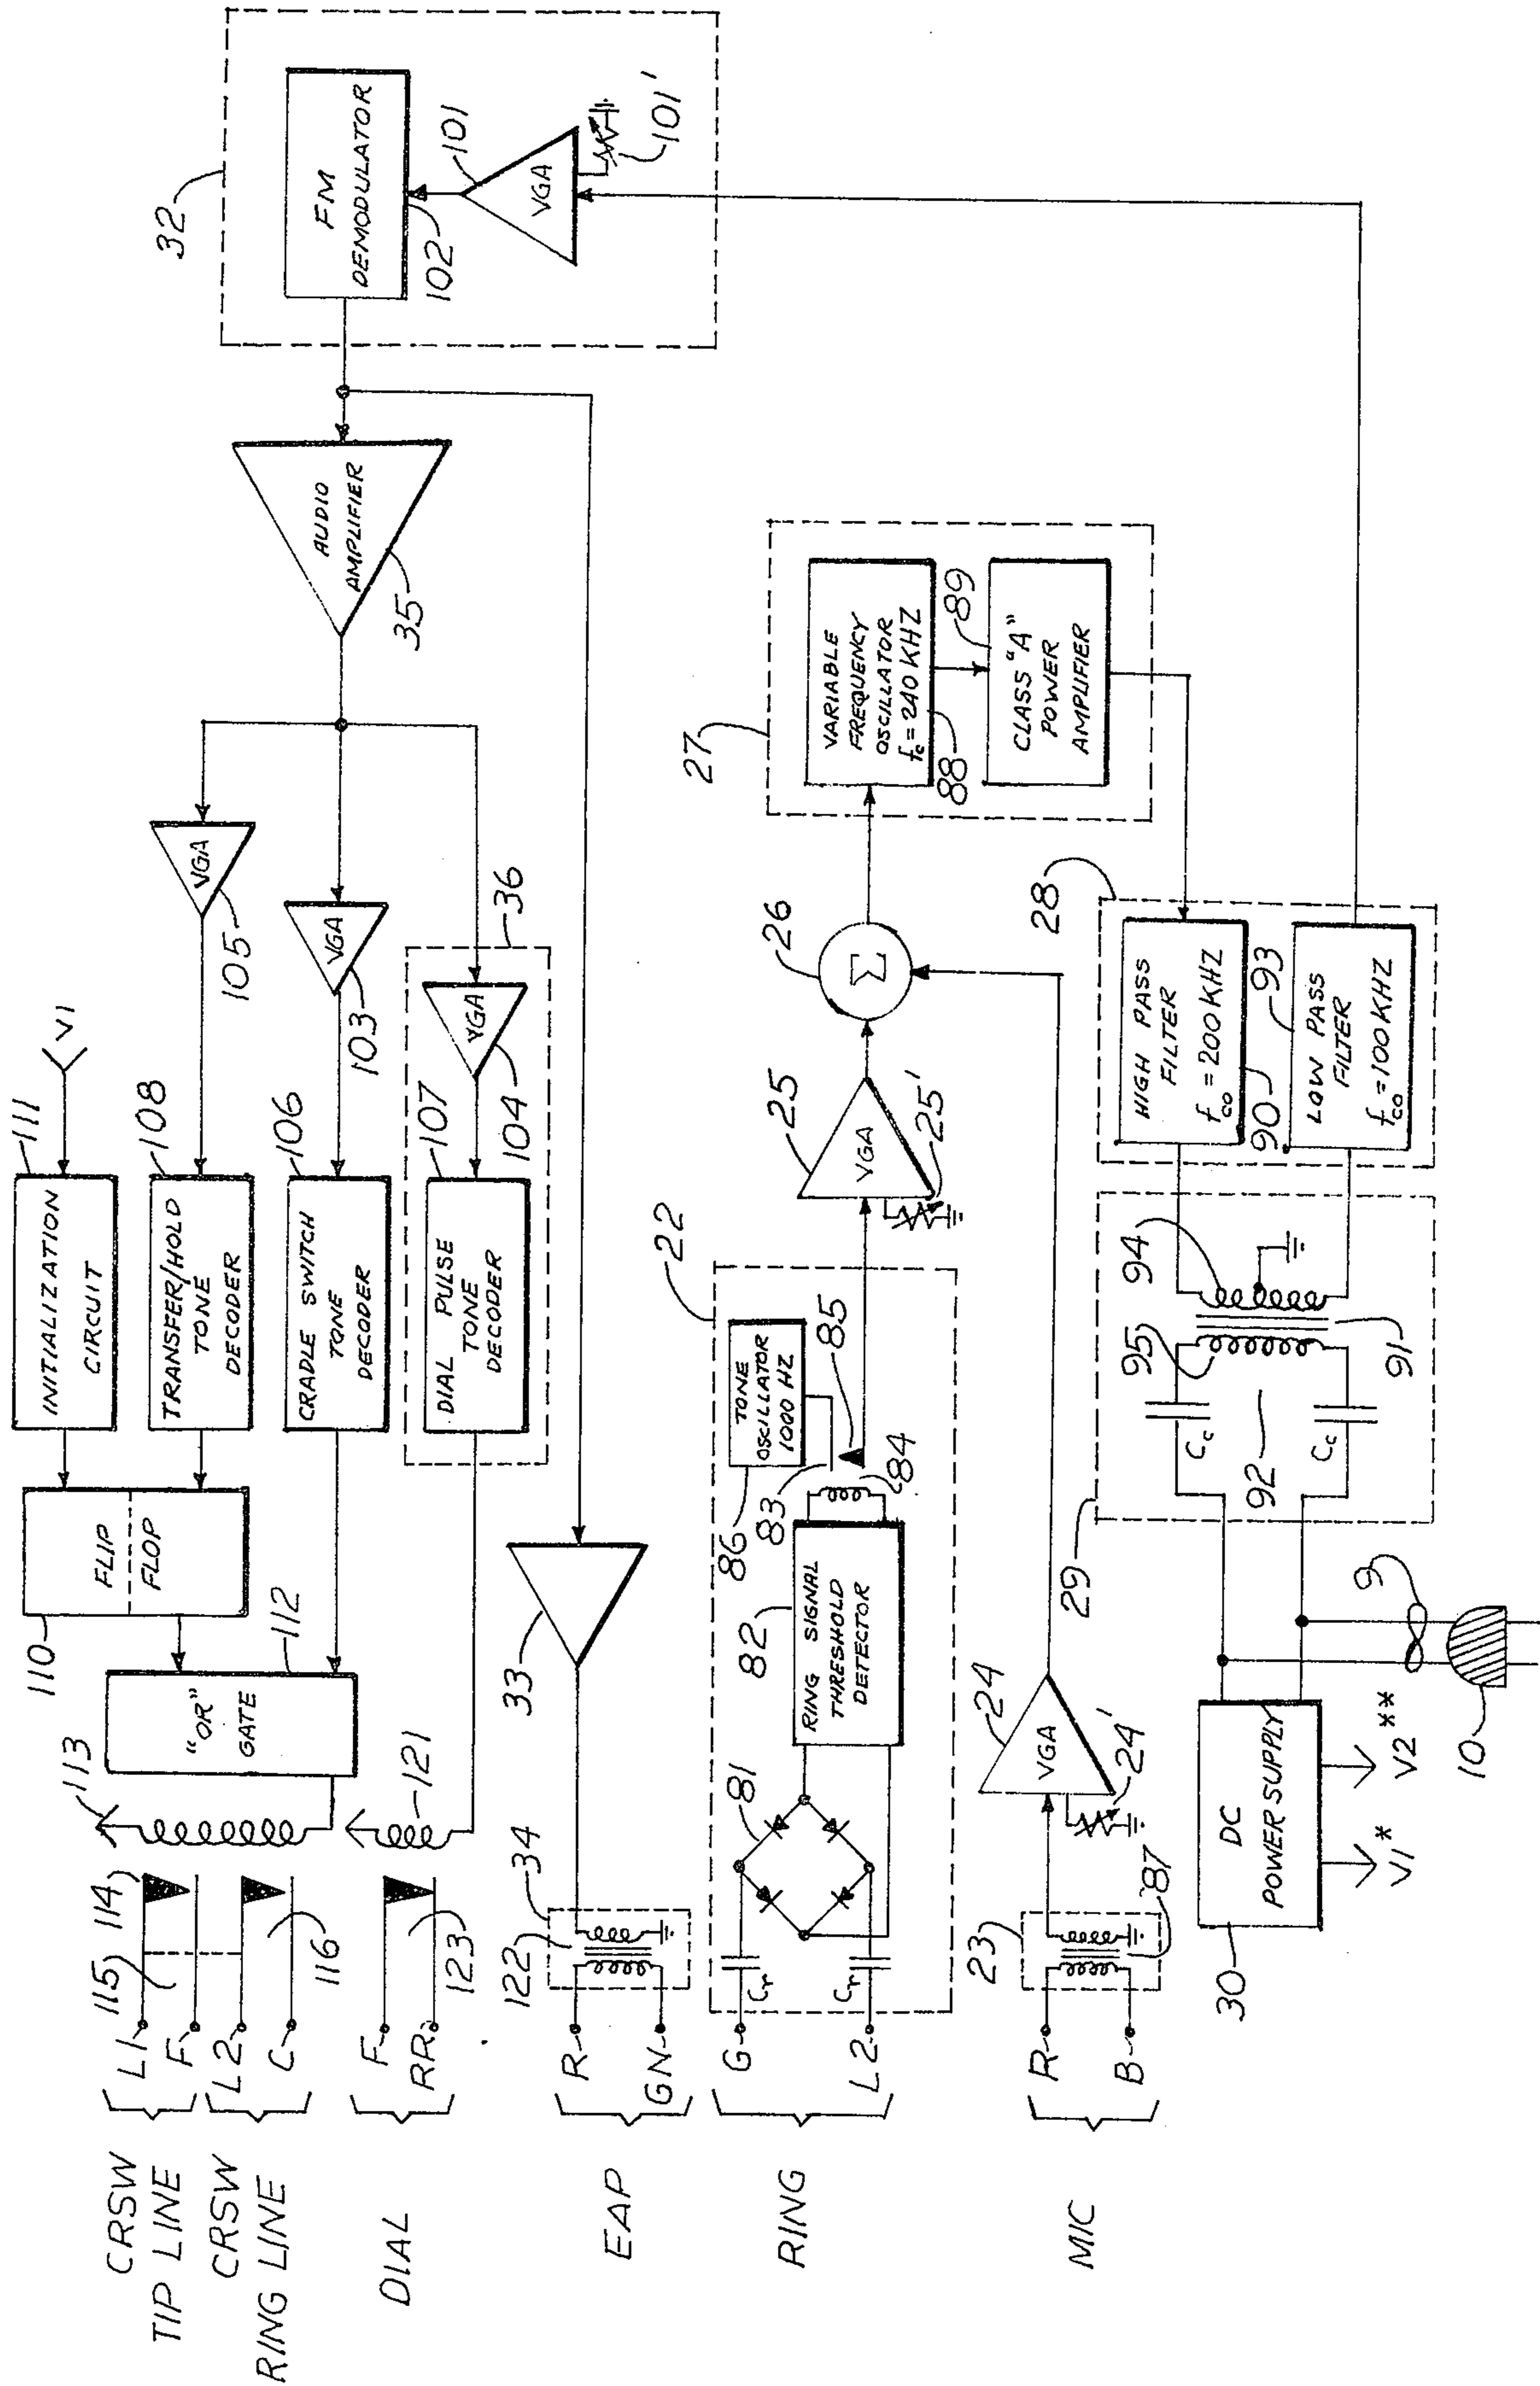 CRSW
TIP LINE
CRSW
RING LINE
DIAL
EAP
RING
MIC
L1
F
L2
C
F
RR
R
GN
G
L2
R
B
115
114
116
123
113
121
122
34
33
110
FLIP
FLOP
112
"OR"
GATE
111
INITIALIZATION
CIRCUIT
V1
108
TRANSFER/HOLD
TONE
DECODER
106
CRADLE SWITCH
TONE
DECODER
107
DIAL PULSE
TONE
DECODER
105
VGA
103
VGA
104
VGA
36
35
AUDIO
AMPLIFIER
32
FM
DEMODULATOR
102
101
VGA
101'
22
Cr
Cr
81
82
RING SIGNAL
THRESHOLD
DETECTOR
83
84
85
86
TONE
OSCILLATOR
1000 HZ
25
VGA
25'
26
Σ
27
VARIABLE
FREQUENCY
OSCILLATOR
fc = 240 KHZ
88
89
CLASS "A"
POWER
AMPLIFIER
23
87
24
VGA
24'
30
DC
POWER SUPPLY
V1*
V2**
10
9
29
Cc
Cc
92
95
94
91
28
HIGH PASS
FILTER
fco = 200 KHZ
90
93
LOW PASS
FILTER
fco = 100 KHZ